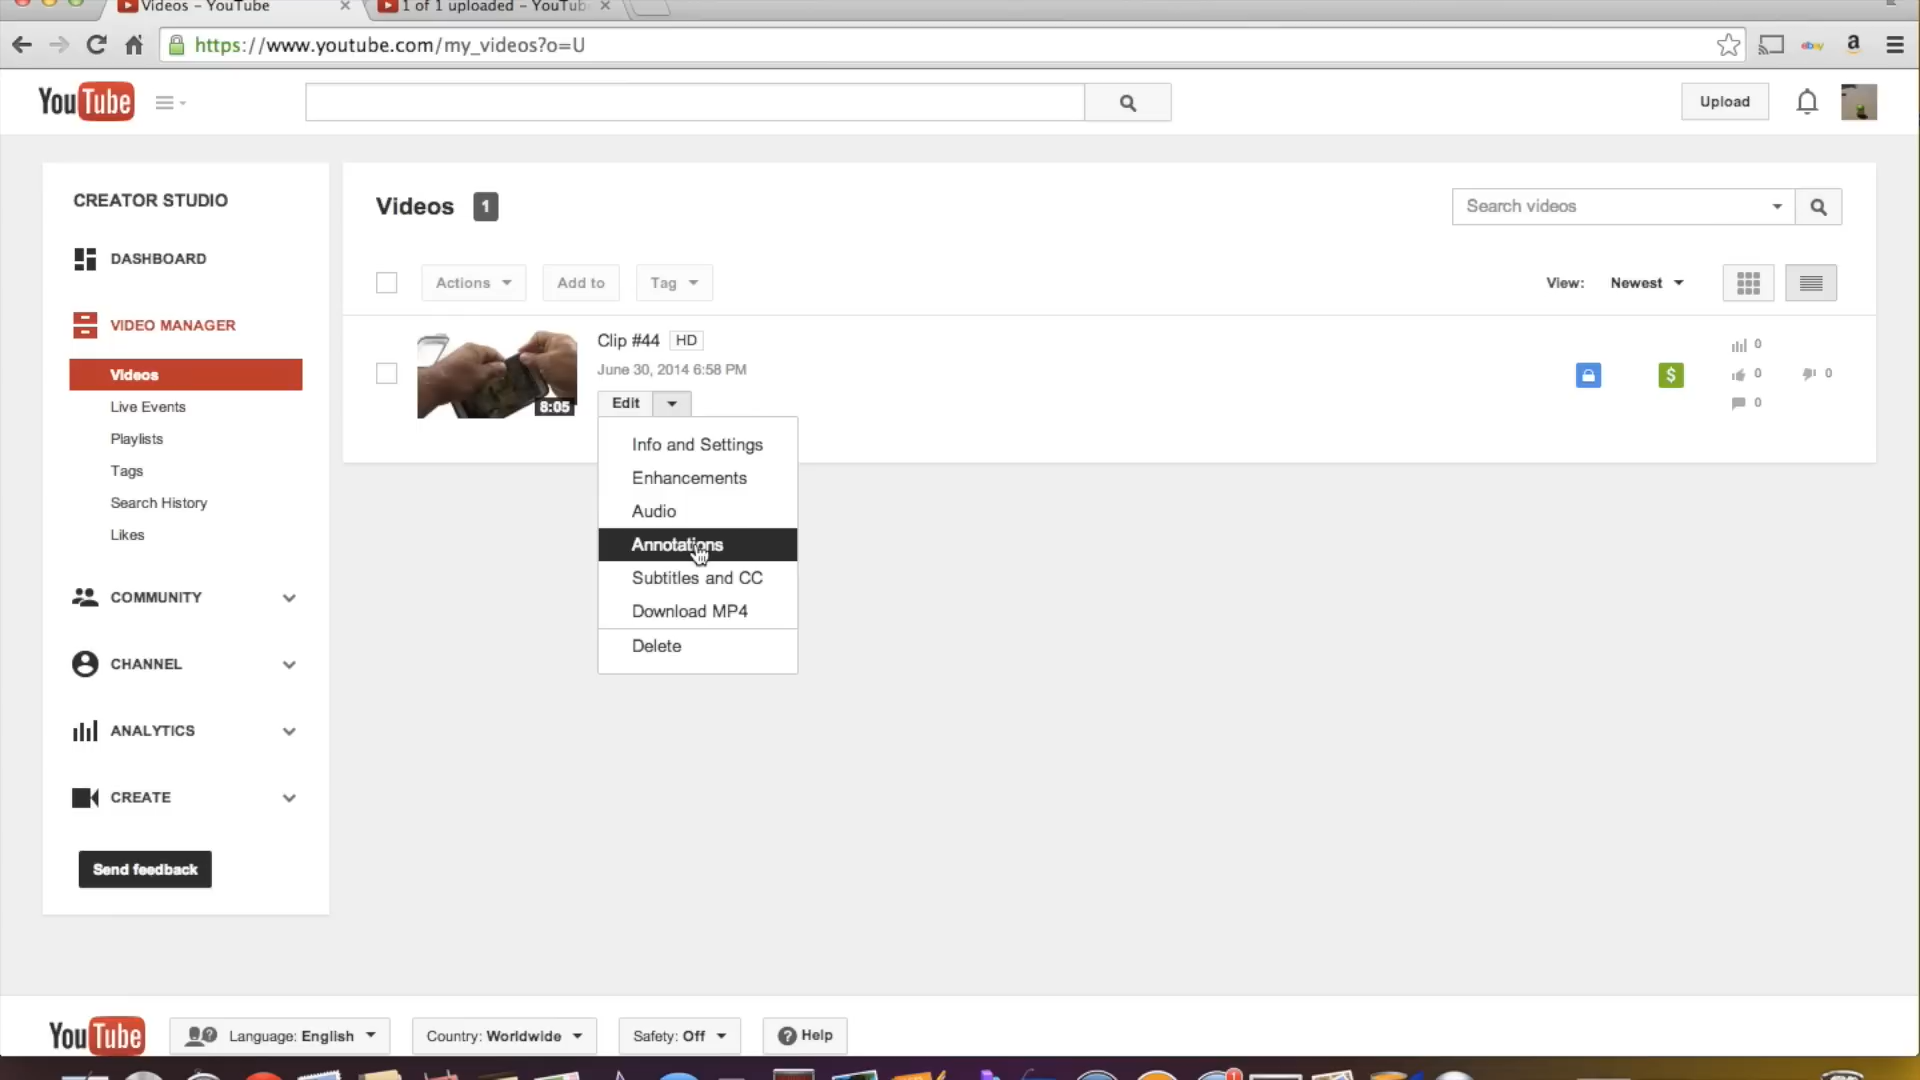 Videos – YouTube
1 of 1 uploaded – YouTub
https://www.youtube.com/my_videos?o=U
ebay
a
YouTube
Upload
CREATOR STUDIO
DASHBOARD
VIDEO MANAGER
Videos
Live Events
Playlists
Tags
Search History
Likes
COMMUNITY
CHANNEL
ANALYTICS
CREATE
Send feedback
Videos 1
Search videos
Actions
Add to
Tag
View: Newest
8:05
Clip #44 HD
June 30, 2014 6:58 PM
Edit
$
0
0
0
0
Info and Settings
Enhancements
Audio
Annotations
Subtitles and CC
Download MP4
Delete
YouTube
Language: English
Country: Worldwide
Safety: Off
? Help
1